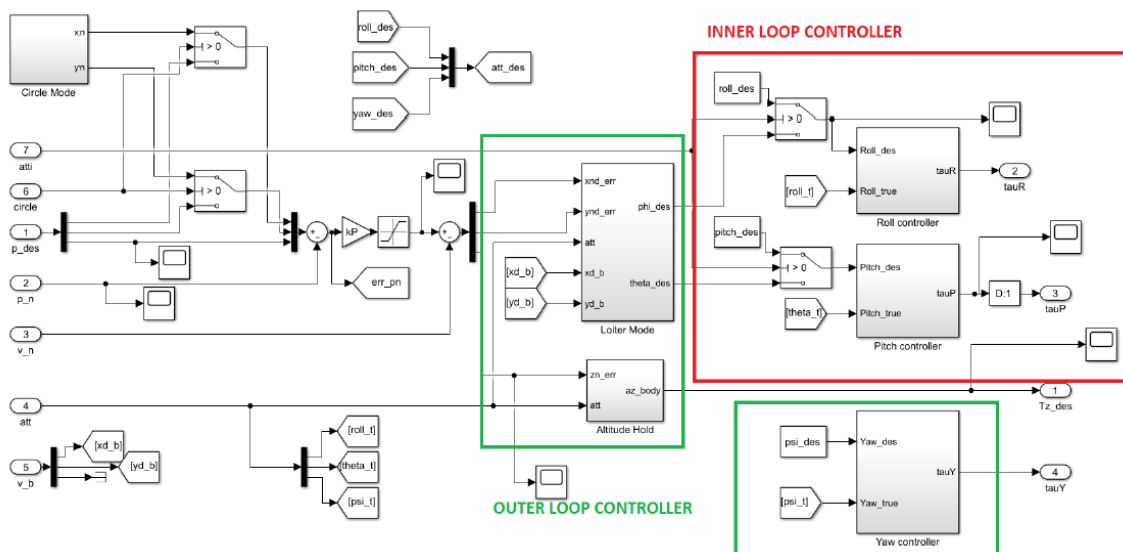 INNER LOOP CONTROLLER
xn
yn
Circle Mode
> 0
roll_des
pitch_des
yaw_des
att_des
roll_des
> 0
Roll_des
[roll_t]
Roll_true
tauR
Roll controller
2
tauR
7
atti
6
circle
> 0
1
p_des
kP
+_
+_
err_pn
2
p_n
3
v_n
xnd_err
ynd_err
att
[xd_b]
xd_b
[yd_b]
yd_b
phi_des
theta_des
Loiter Mode
pitch_des
> 0
Pitch_des
[theta_t]
Pitch_true
tauP
Pitch controller
D:1
3
tauP
zn_err
att
az_body
Altitude Hold
1
Tz_des
4
att
[xd_b]
[yd_b]
5
v_b
[roll_t]
[theta_t]
[psi_t]
OUTER LOOP CONTROLLER
psi_des
Yaw_des
[psi_t]
Yaw_true
tauY
Yaw controller
4
tauY